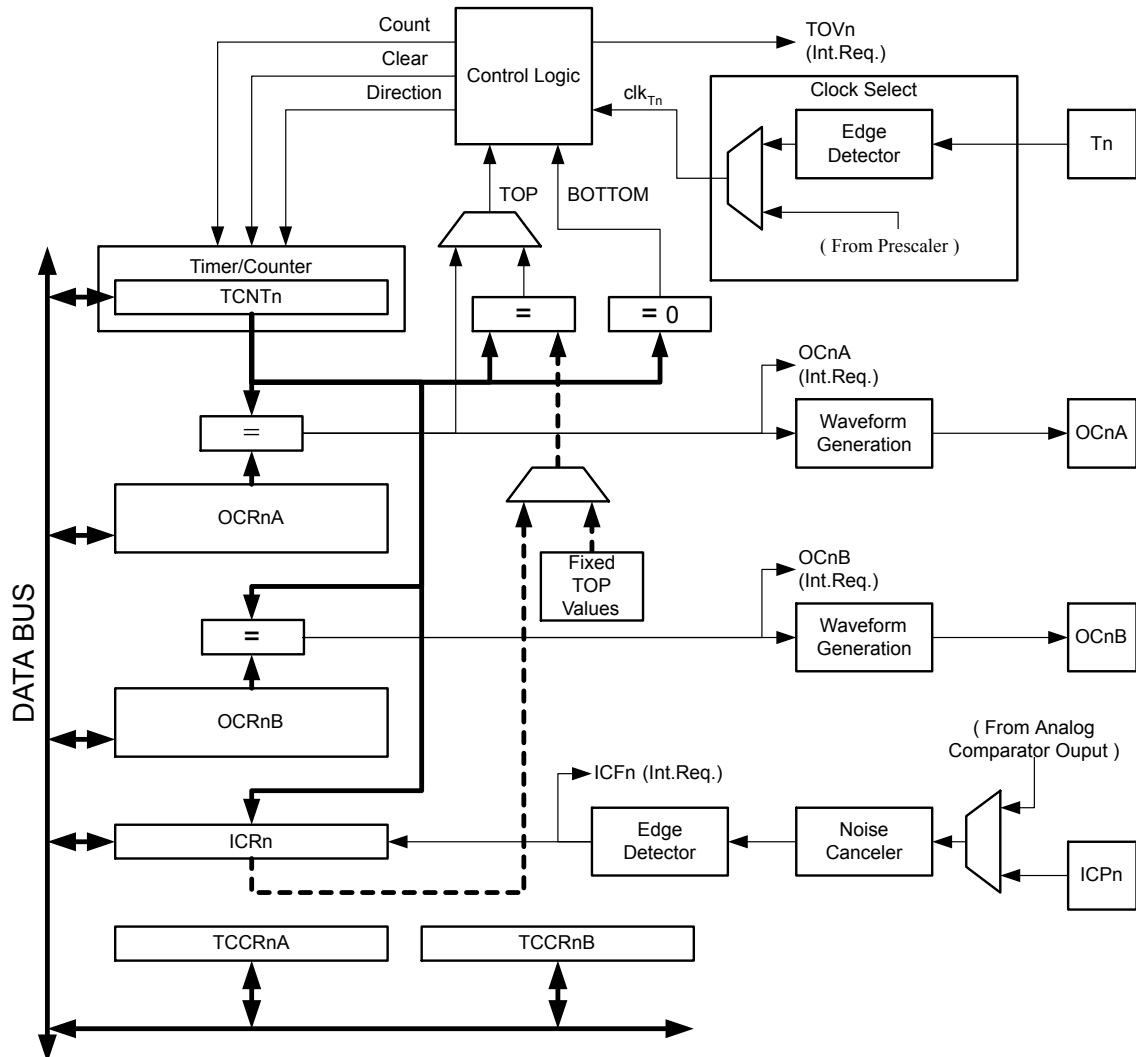 Count
Clear
Direction
Control Logic
TOVn
(Int.Req.)
clkTn
Clock Select
Edge
Detector
Tn
( From Prescaler )
TOP
BOTTOM
Timer/Counter
TCNTn
=
= 0
OCnA
(Int.Req.)
=
Waveform
Generation
OCnA
OCRnA
Fixed
TOP
Values
OCnB
(Int.Req.)
=
Waveform
Generation
OCnB
OCRnB
DATA BUS
( From Analog
Comparator Ouput )
ICFn (Int.Req.)
ICRn
Edge
Detector
Noise
Canceler
ICPn
TCCRnA
TCCRnB